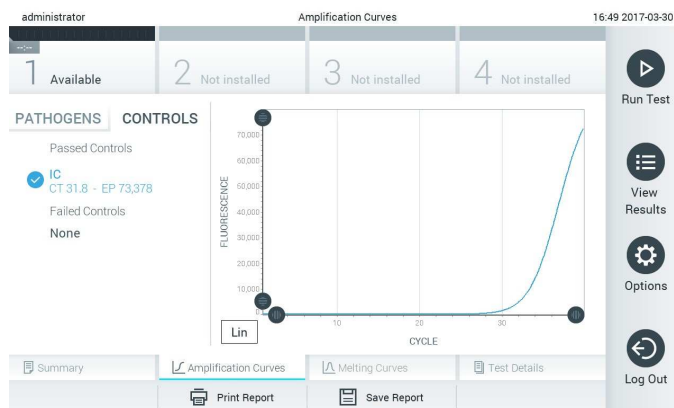 administrator
Amplification Curves
16:49 2017-03-30
--:--
1 Available
2 Not installed
3 Not installed
4 Not installed
Run Test
PATHOGENS
CONTROLS
Passed Controls
IC
CT 31.8 - EP 73,378
Failed Controls
None
FLUORESCENCE
70,000
60,000
50,000
40,000
30,000
20,000
10,000
0
10
20
30
CYCLE
Lin
View
Results
Options
Log Out
Summary
Amplification Curves
Melting Curves
Test Details
Print Report
Save Report